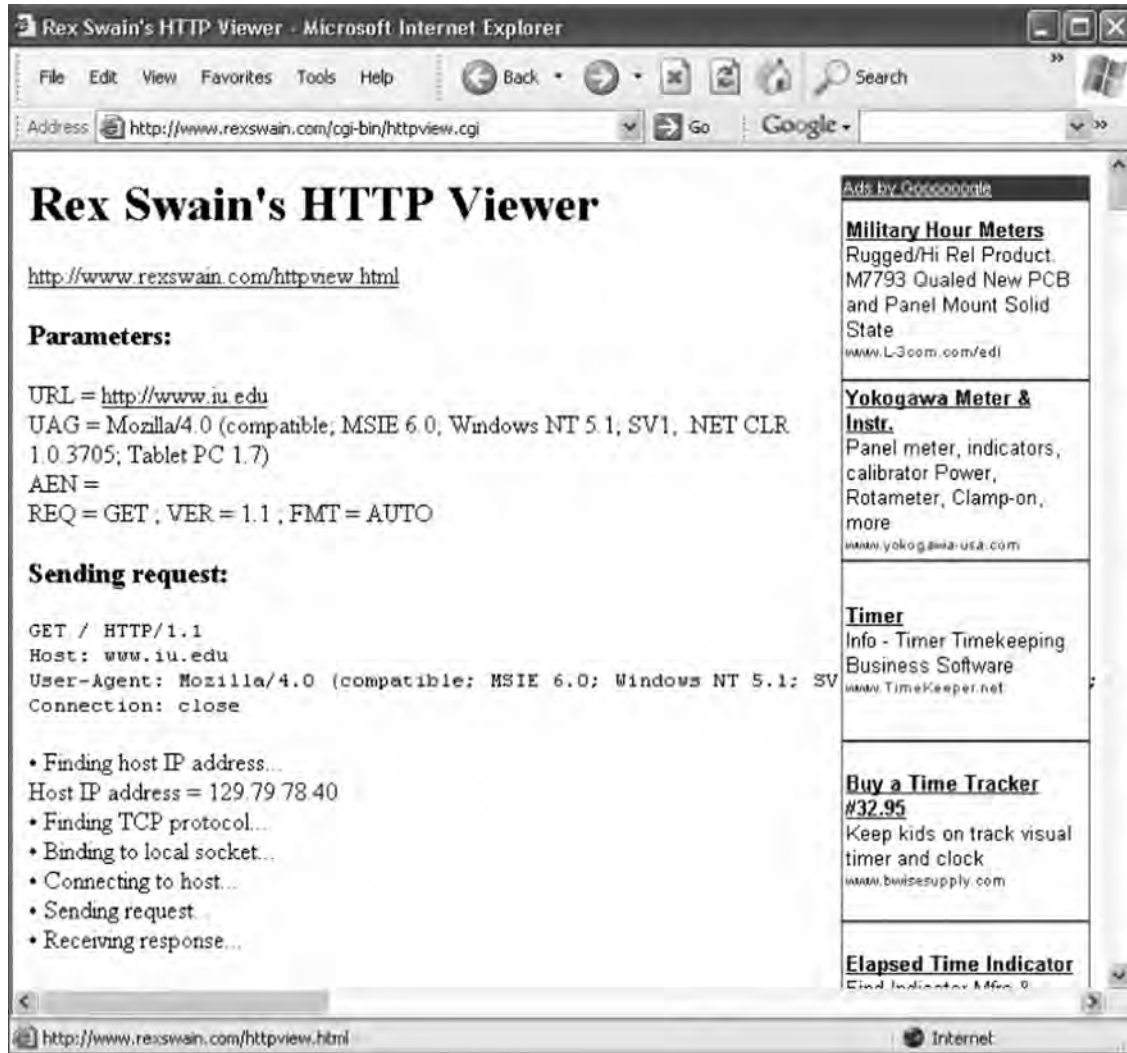 Rex Swain's HTTP Viewer - Microsoft Internet Explorer
File Edit View Favorites Tools Help Back Search
Address http://www.rexswain.com/cgi-bin/httpview.cgi Go Google
Rex Swain's HTTP Viewer
http://www.rexswain.com/httpview.html
Parameters:
URL = http://www.iu.edu
UAG = Mozilla/4.0 (compatible; MSIE 6.0; Windows NT 5.1; SV1; .NET CLR
1.0.3705; Tablet PC 1.7)
AEN =
REQ = GET ; VER = 1.1 ; FMT = AUTO
Sending request:
GET / HTTP/1.1
Host: www.iu.edu
User-Agent: Mozilla/4.0 (compatible; MSIE 6.0; Windows NT 5.1; SV ;
Connection: close
• Finding host IP address...
Host IP address = 129.79.78.40
• Finding TCP protocol...
• Binding to local socket...
• Connecting to host...
• Sending request...
• Receiving response...
Ads by Goooooogle
Military Hour Meters
Rugged/Hi Rel Product.
M7793 Qualed New PCB
and Panel Mount Solid
State
www.L-3com.com/edi
Yokogawa Meter &
Instr.
Panel meter, indicators,
calibrator Power,
Rotameter, Clamp-on,
more
www.yokogawa-usa.com
Timer
Info - Timer Timekeeping
Business Software
www.TimeKeeper.net
Buy a Time Tracker
#32.95
Keep kids on track visual
timer and clock
www.bwisesupply.com
Elapsed Time Indicator
Find Indicator Mfrs &
http://www.rexswain.com/httpview.html Internet